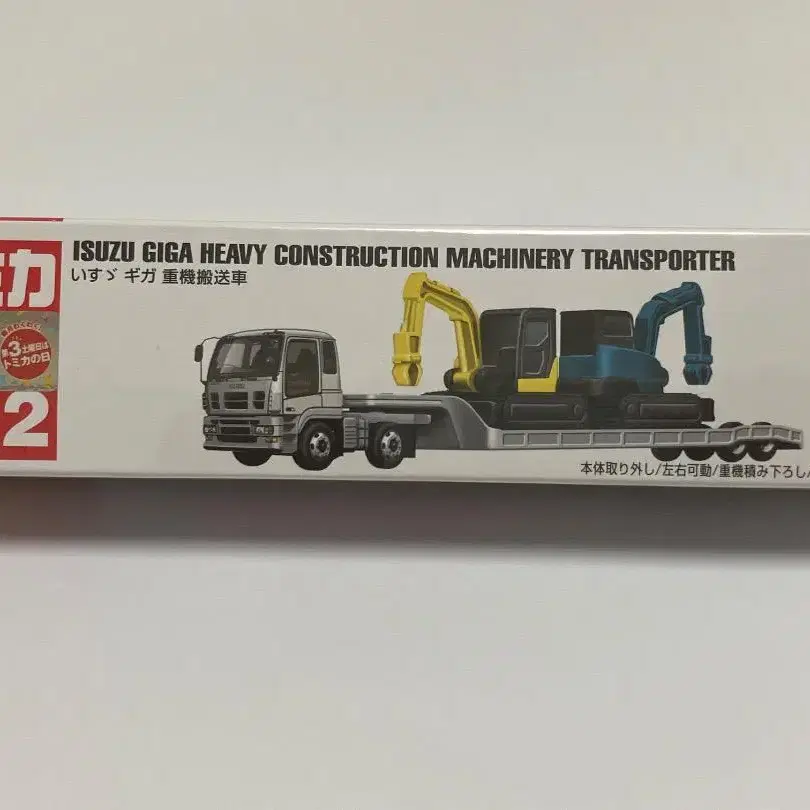 ミカ
ISUZU GIGA HEAVY CONSTRUCTION MACHINERY TRANSPORTER
いすゞ ギガ 重機搬送車
第3土曜日は
トミカの日
2
本体取り外し/左右可動/重機積み下ろし/